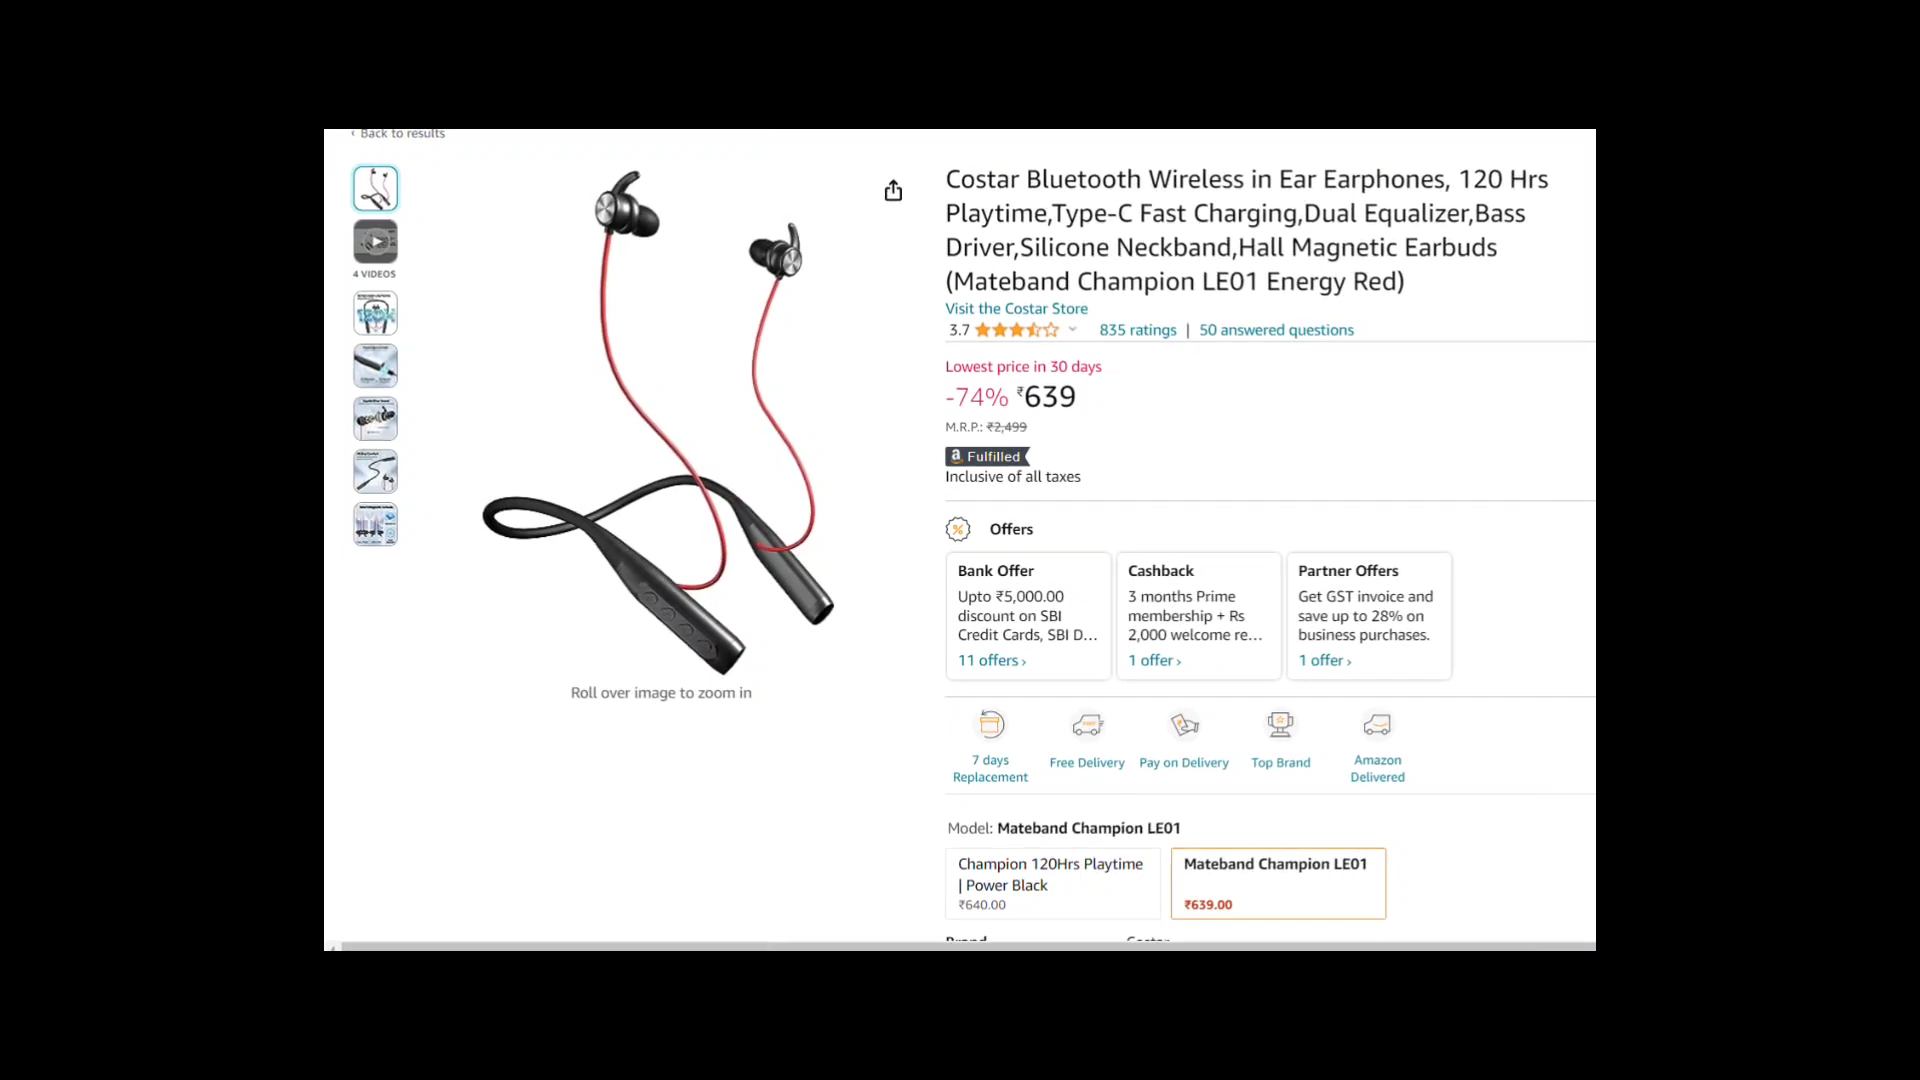 ‹ Back to results
Costar Bluetooth Wireless in Ear Earphones, 120 Hrs
Playtime,Type-C Fast Charging,Dual Equalizer,Bass
Driver,Silicone Neckband,Hall Magnetic Earbuds
(Mateband Champion LE01 Energy Red)
Visit the Costar Store
3.7 835 ratings | 50 answered questions
4 VIDEOS
Lowest price in 30 days
-74% ₹639
M.R.P.: ₹2,499
a Fulfilled
Inclusive of all taxes
Offers
Bank Offer
Upto ₹5,000.00
discount on SBI
Credit Cards, SBI D...
11 offers ›
Cashback
3 months Prime
membership + Rs
2,000 welcome re...
1 offer ›
Partner Offers
Get GST invoice and
save up to 28% on
business purchases.
1 offer ›
Roll over image to zoom in
7 days
Replacement
Free Delivery
Pay on Delivery
Top Brand
Amazon
Delivered
Model: Mateband Champion LE01
Champion 120Hrs Playtime
| Power Black
₹640.00
Mateband Champion LE01
₹639.00
Brand Costar